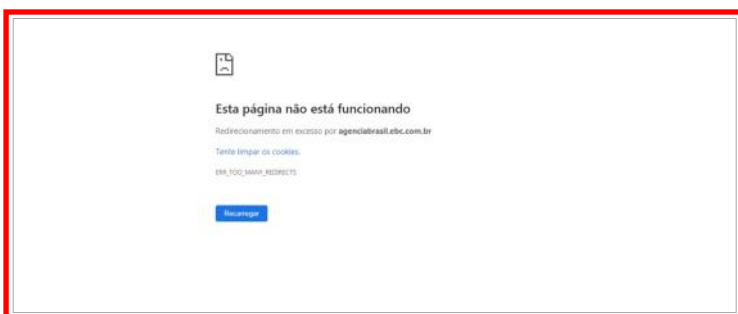 Esta página não está funcionando
Redirecionamento em excesso por agenciabrasil.ebc.com.br
Tente limpar os cookies.
ERR_TOO_MANY_REDIRECTS
Recarregar